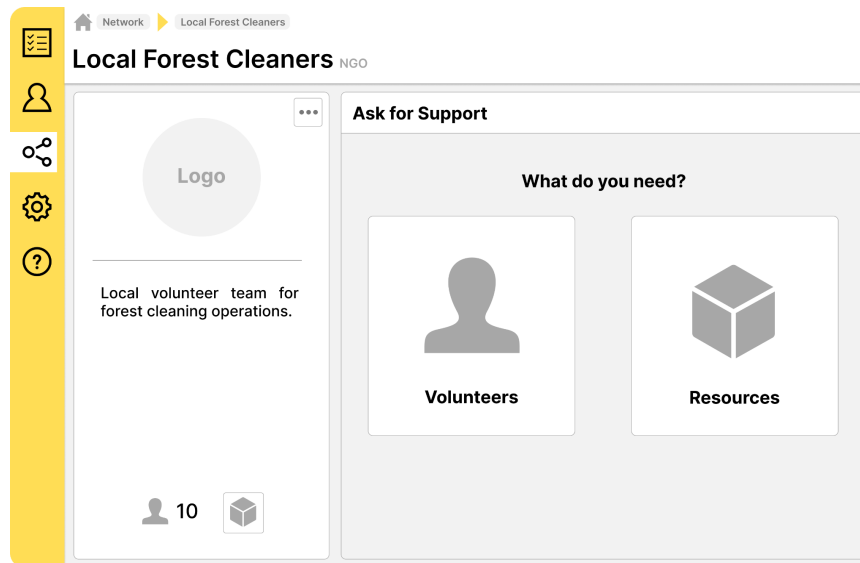 Network
Local Forest Cleaners
Local Forest Cleaners NGO
Logo
Local volunteer team for
forest cleaning operations.
10
Ask for Support
What do you need?
Volunteers
Resources
?